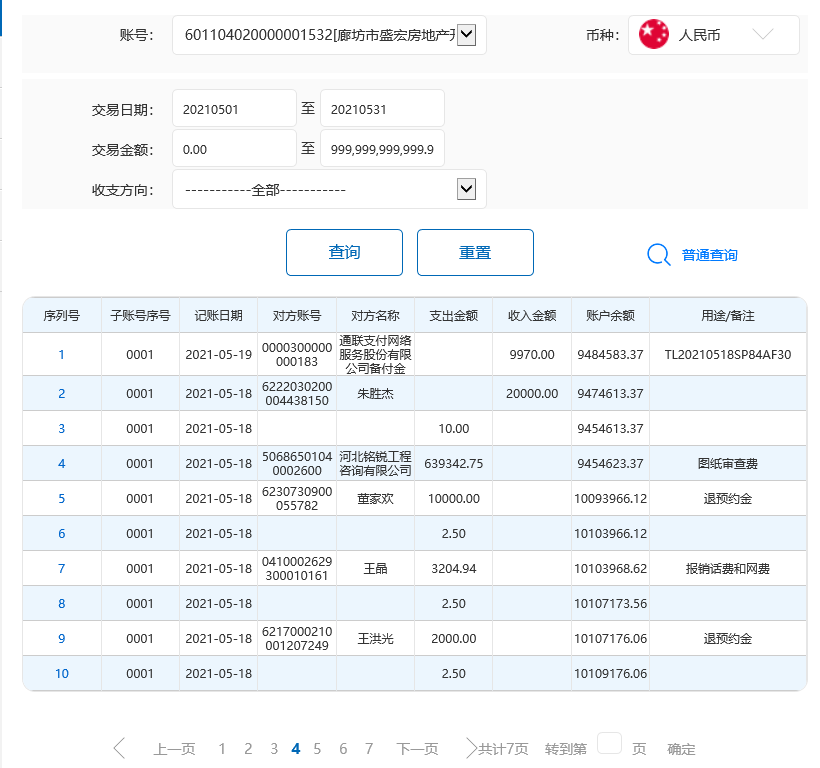 账号： 601104020000001532[廊坊市盛宏房地产开 币种： 人民币
交易日期： 20210501 至 20210531
交易金额： 0.00 至 999,999,999,999.9
收支方向： -----------全部-----------
查询 重置 普通查询
序列号 子账号序号 记账日期 对方账号 对方名称 支出金额 收入金额 账户余额 用途/备注
1 0001 2021-05-19 0000300000000183 通联支付网络服务股份有限公司备付金 9970.00 9484583.37 TL20210518SP84AF30
2 0001 2021-05-18 6222030200004438150 朱胜杰 20000.00 9474613.37
3 0001 2021-05-18 10.00 9454613.37
4 0001 2021-05-18 50686501040002600 河北铭锐工程咨询有限公司 639342.75 9454623.37 图纸审查费
5 0001 2021-05-18 6230730900055782 董家欢 10000.00 10093966.12 退预约金
6 0001 2021-05-18 2.50 10103966.12
7 0001 2021-05-18 0410002629300010161 王晶 3204.94 10103968.62 报销话费和网费
8 0001 2021-05-18 2.50 10107173.56
9 0001 2021-05-18 6217000210001207249 王洪光 2000.00 10107176.06 退预约金
10 0001 2021-05-18 2.50 10109176.06
上一页 1 2 3 4 5 6 7 下一页 共计7页 转到第 页 确定